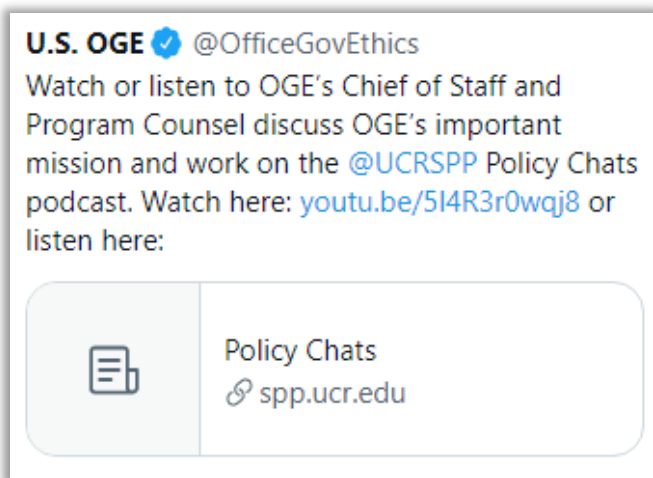 U.S. OGE @OfficeGovEthics
Watch or listen to OGE's Chief of Staff and
Program Counsel discuss OGE's important
mission and work on the @UCRSPP Policy Chats
podcast. Watch here: youtu.be/5I4R3r0wqj8 or
listen here:
Policy Chats
spp.ucr.edu